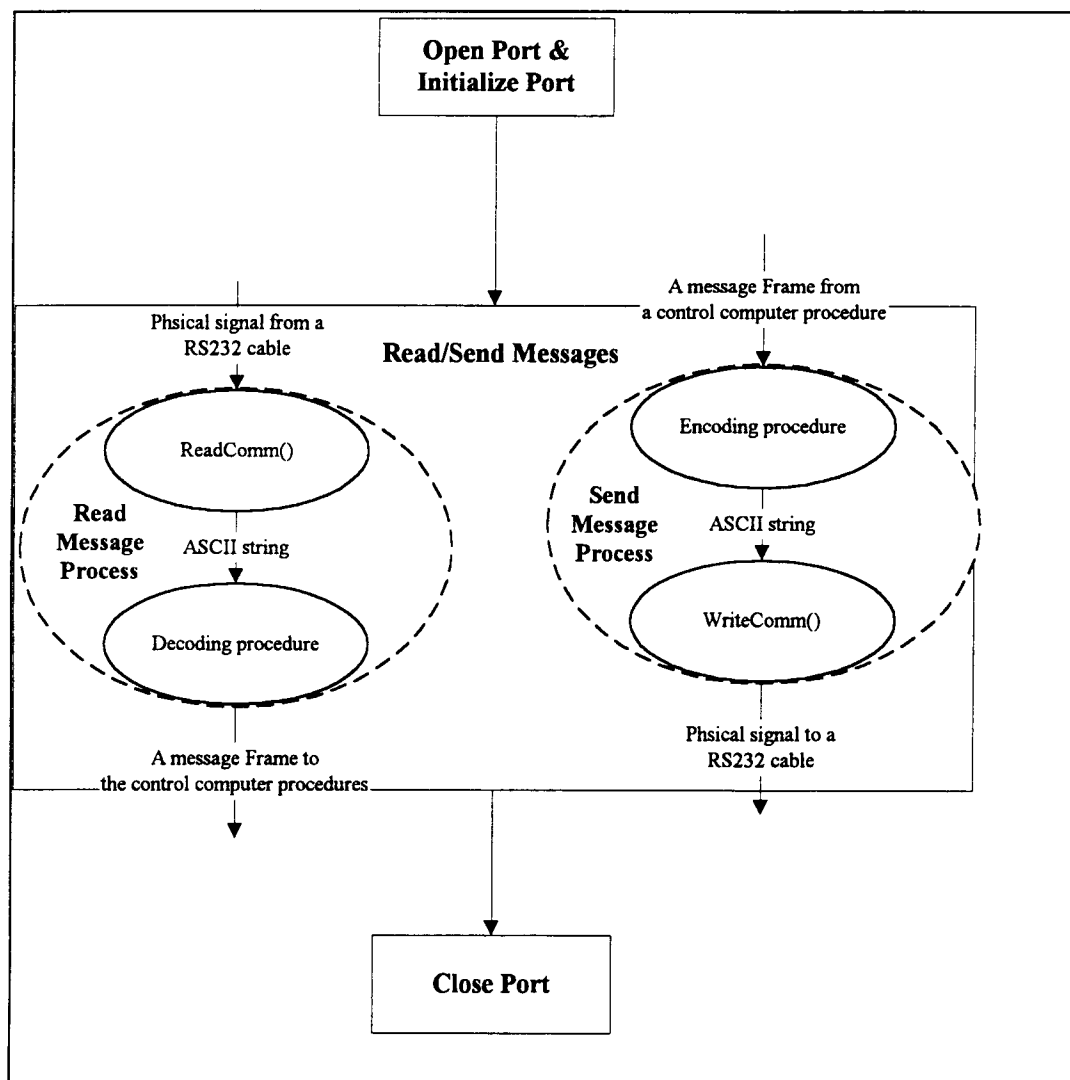 Open Port &
Initialize Port
A message Frame from
a control computer procedure
Phsical signal from a
RS232 cable
Read/Send Messages
ReadComm()
Encoding procedure
Read
Message
Process
ASCII string
Send
Message
Process
ASCII string
Decoding procedure
WriteComm()
A message Frame to
the control computer procedures
Phsical signal to a
RS232 cable
Close Port